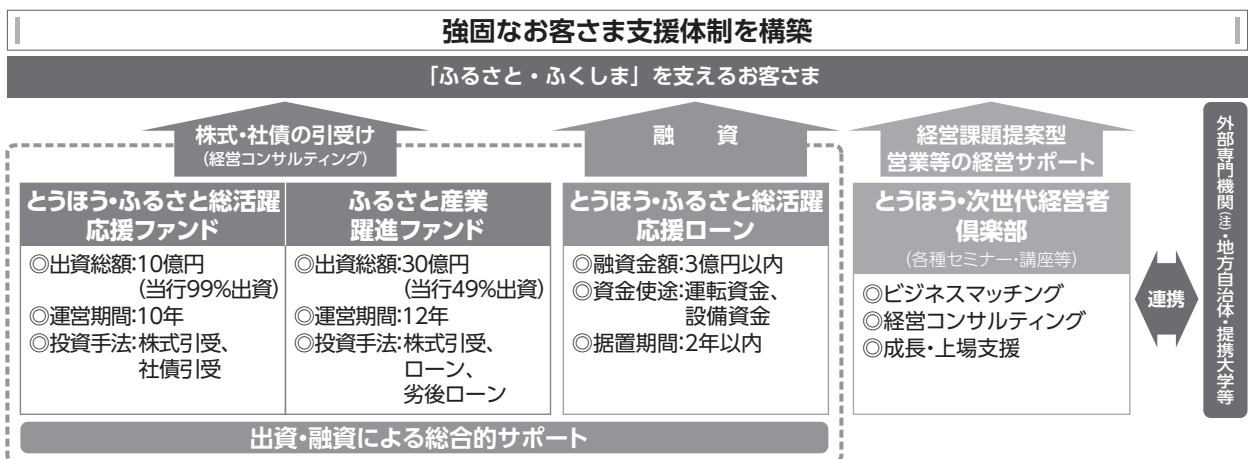 強固なお客さま支援体制を構築
「ふるさと・ふくしま」を支えるお客さま
株式・社債の引受け
(経営コンサルティング)
融　資
経営課題提案型
営業等の経営サポート
とうほう・ふるさと総活躍
応援ファンド
◎出資総額:10億円
(当行99%出資)
◎運営期間:10年
◎投資手法:株式引受、
社債引受
ふるさと産業
躍進ファンド
◎出資総額:30億円
(当行49%出資)
◎運営期間:12年
◎投資手法:株式引受、
ローン、
劣後ローン
とうほう・ふるさと総活躍
応援ローン
◎融資金額:3億円以内
◎資金使途:運転資金、
設備資金
◎据置期間:2年以内
とうほう・次世代経営者
倶楽部
(各種セミナー・講座等)
◎ビジネスマッチング
◎経営コンサルティング
◎成長・上場支援
連携
外部専門機関(注)・地方自治体・提携大学等
出資・融資による総合的サポート